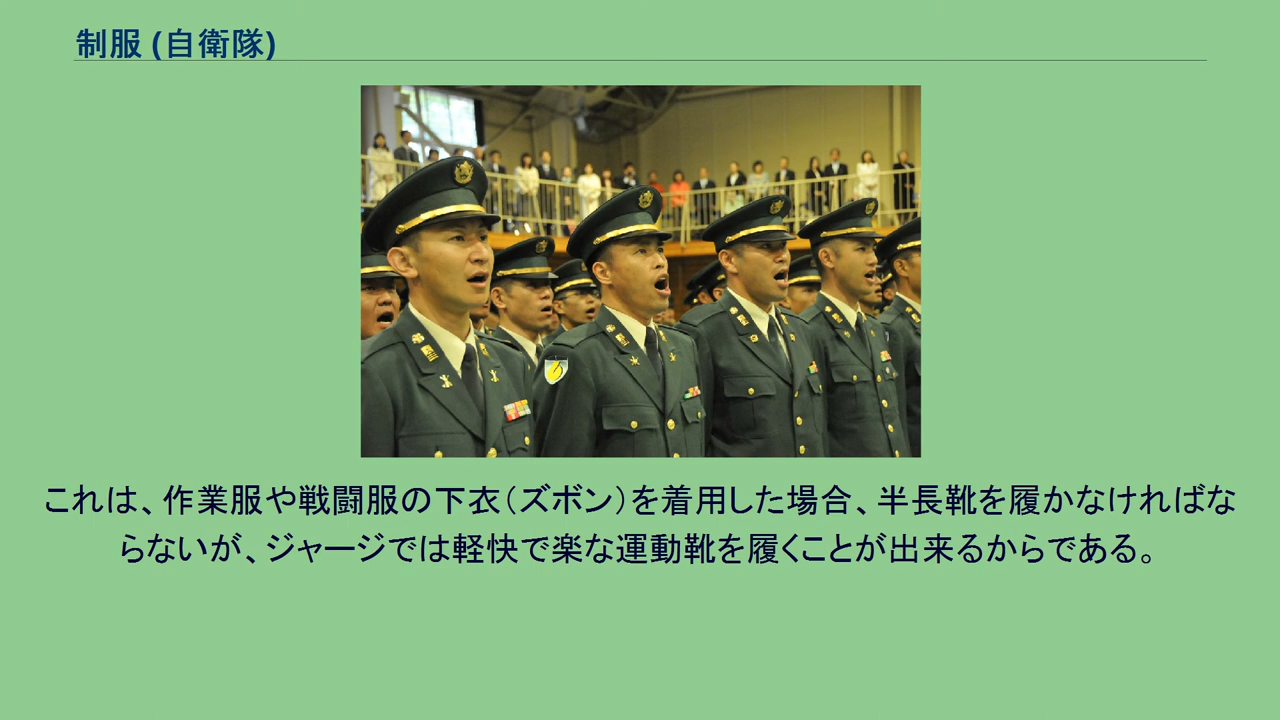 制服 (自衛隊)
これは、作業服や戦闘服の下衣（ズボン）を着用した場合、半長靴を履かなければな
らないが、ジャージでは軽快で楽な運動靴を履くことが出来るからである。